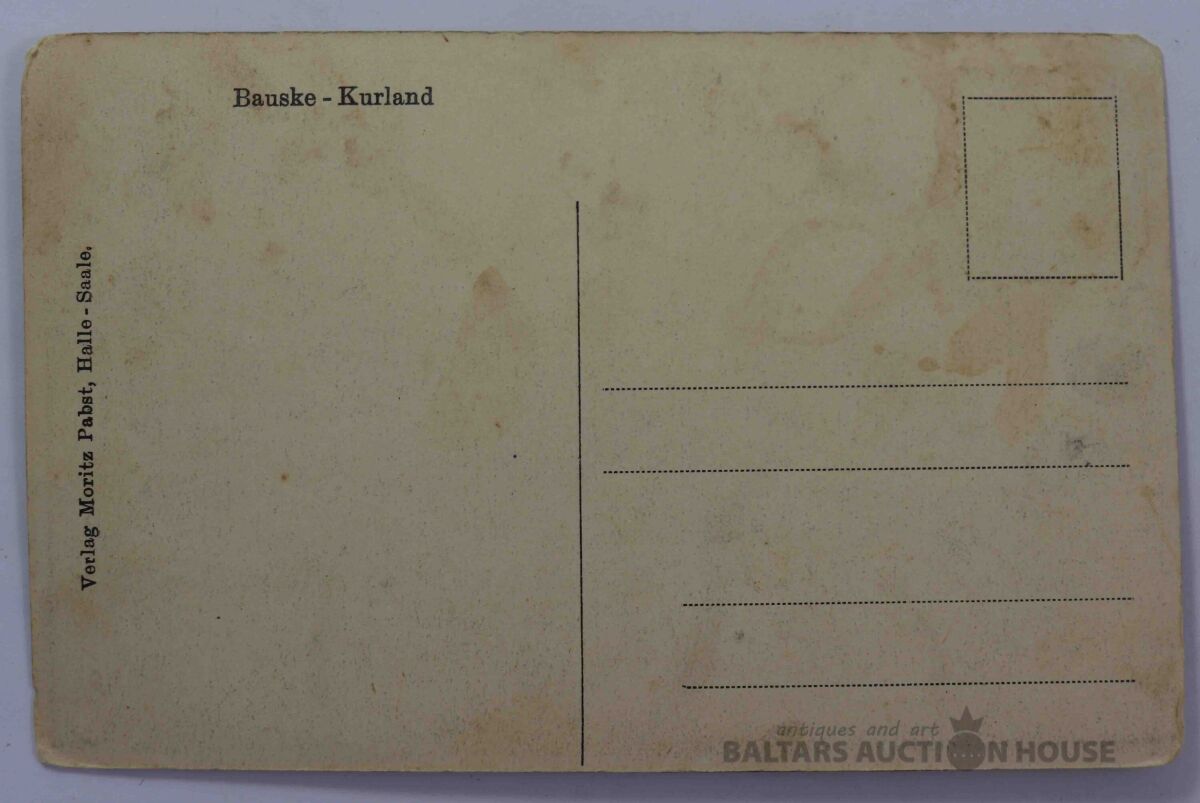 Bauske - Kurland
Verlag Moritz Pabst, Halle - Saale.
antiques and art
BALTARS AUCTION HOUSE